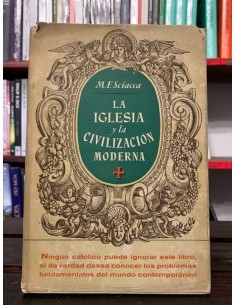 M.F. Sciacca
LA
IGLESIA
y la
CIVILIZACIÓN
MODERNA
Ningún católico puede ignorar este libro,
si de verdad desea conocer los problemas
fundamentales del mundo contemporáneo